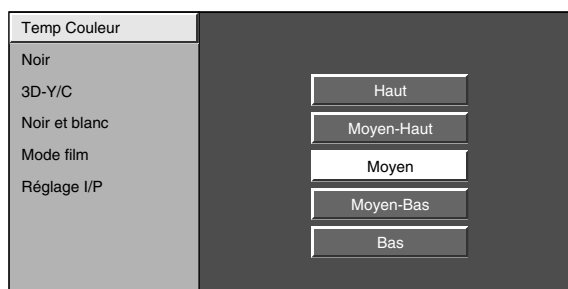 Temp Couleur
Noir
3D-Y/C
Noir et blanc
Mode film
Réglage I/P
Haut
Moyen-Haut
Moyen
Moyen-Bas
Bas